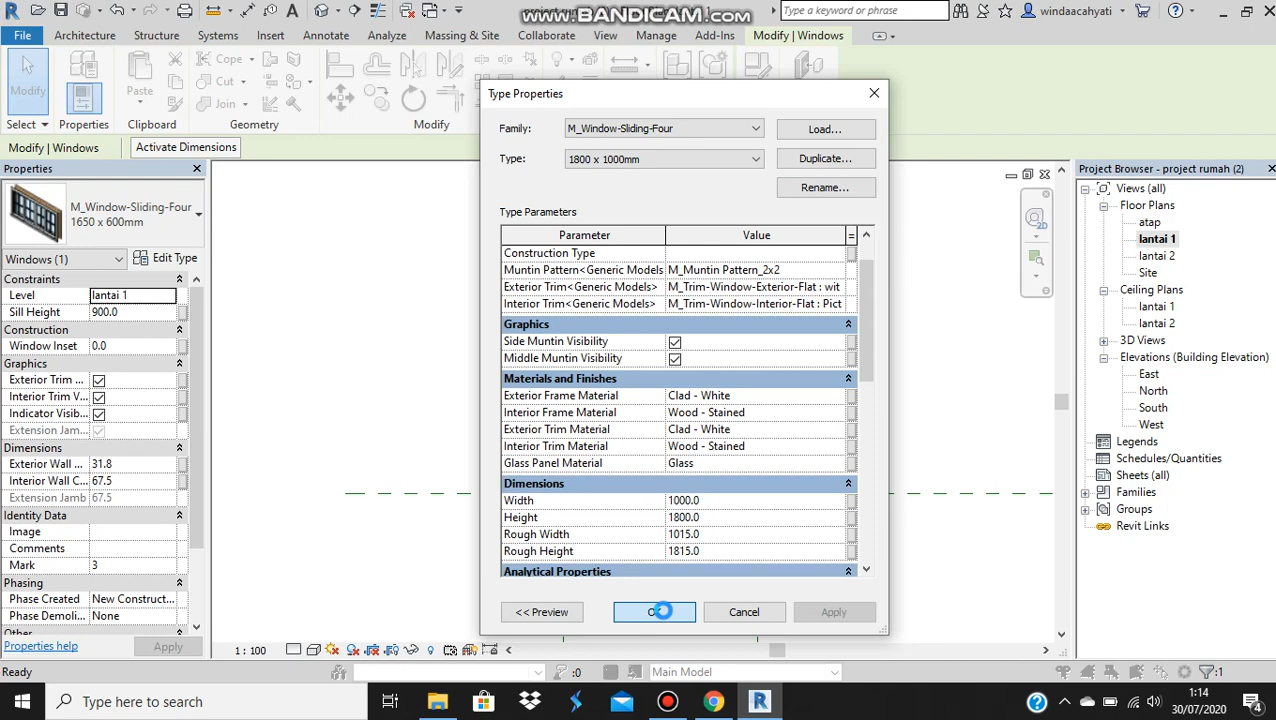 www.BANDICAM.com
Type a keyword or phrase
windaacahyati
File Architecture Structure Systems Insert Annotate Analyze Massing & Site Collaborate View Manage Add-Ins Modify | Windows
Modify
Paste
Cope
Cut
Join
Select Properties Clipboard Geometry Modify
Modify | Windows Activate Dimensions
Properties
M_Window-Sliding-Four
1650 x 600mm
Windows (1) Edit Type
Constraints
Level lantai 1
Sill Height 900.0
Construction
Window Inset 0.0
Graphics
Exterior Trim ...
Interior Trim V...
Indicator Visib...
Extension Jam...
Dimensions
Exterior Wall ... 31.8
Interior Wall ... 67.5
Extension Jamb 67.5
Identity Data
Image
Comments
Mark 3
Phasing
Phase Created New Construct...
Phase Demoli... None
Other
Properties help Apply
Type Properties
Family: M_Window-Sliding-Four Load...
Type: 1800 x 1000mm Duplicate...
Rename...
Type Parameters
Parameter Value =
Construction Type
Muntin Pattern<Generic Models M_Muntin Pattern_2x2
Exterior Trim<Generic Models> M_Trim-Window-Exterior-Flat : wit
Interior Trim<Generic Models> M_Trim-Window-Interior-Flat : Pict
Graphics
Side Muntin Visibility
Middle Muntin Visibility
Materials and Finishes
Exterior Frame Material Clad - White
Interior Frame Material Wood - Stained
Exterior Trim Material Clad - White
Interior Trim Material Wood - Stained
Glass Panel Material Glass
Dimensions
Width 1000.0
Height 1800.0
Rough Width 1015.0
Rough Height 1815.0
Analytical Properties
<< Preview Cancel Apply
Project Browser - project rumah (2)
Views (all)
Floor Plans
atap
lantai 1
lantai 2
Site
Ceiling Plans
lantai 1
lantai 2
3D Views
Elevations (Building Elevation)
East
North
South
West
Legends
Schedules/Quantities
Sheets (all)
Families
Groups
Revit Links
1 : 100
Ready :0 Main Model :1
Type here to search
1:14
30/07/2020
4